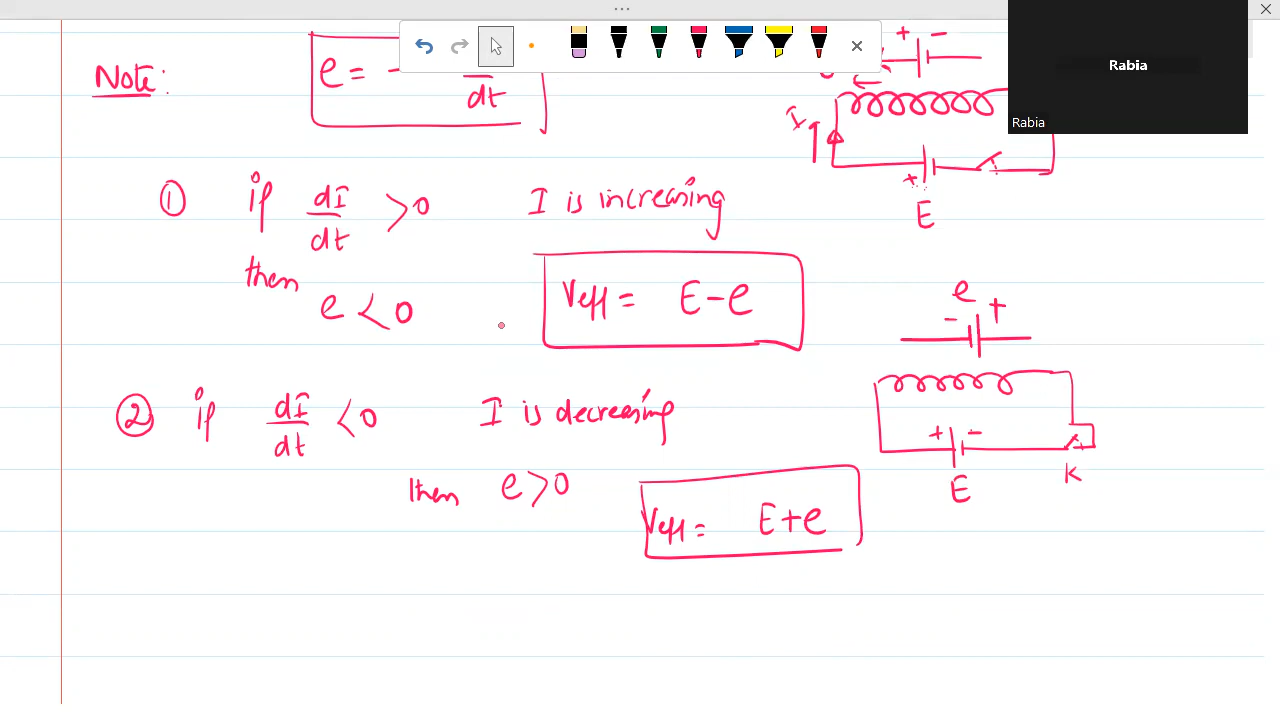 Rabia
Rabia
Note:
e = -
dt
+ -
I
+
E
① if dI/dt >0 I is increasing
then
e < 0
Veff = E-e
e
- +
② if dI/dt <0 I is decreasing
then e >0
Veff = E+e
+ -
E
K